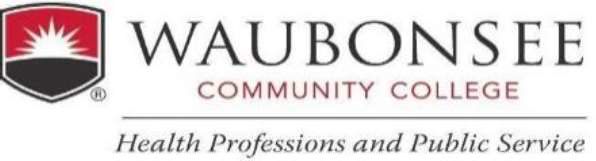 WAUBONSEE
COMMUNITY COLLEGE
®
Health Professions and Public Service